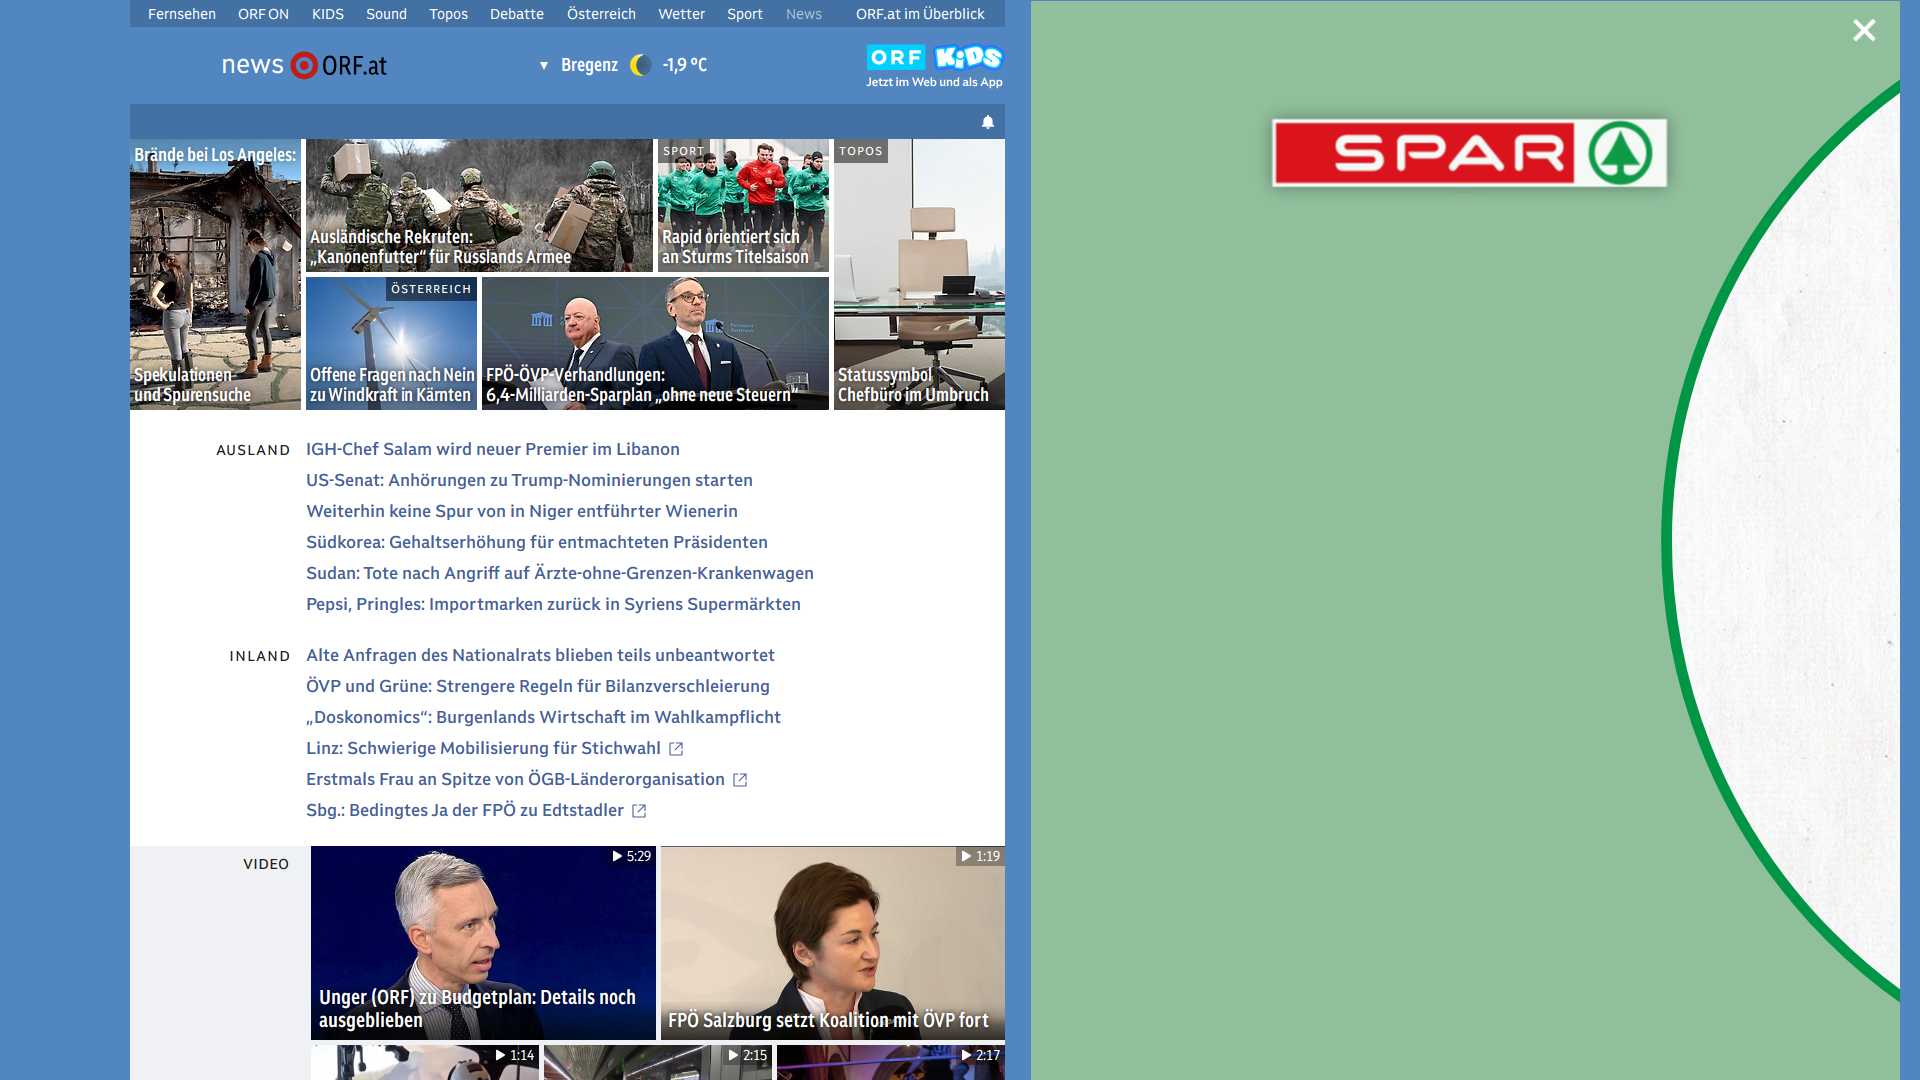 Fernsehen ORF ON KIDS Sound Topos Debatte Österreich Wetter Sport News ORF.at im Überblick
news ORF.at
▼ Bregenz -1,9 °C
ORF KiDS
Jetzt im Web und als App
Brände bei Los Angeles:
Spekulationen
und Spurensuche
Ausländische Rekruten:
„Kanonenfutter“ für Russlands Armee
SPORT
Rapid orientiert sich
an Sturms Titelsaison
TOPOS
Statussymbol
Chefbüro im Umbruch
ÖSTERREICH
Offene Fragen nach Nein
zu Windkraft in Kärnten
FPÖ-ÖVP-Verhandlungen:
6,4-Milliarden-Sparplan „ohne neue Steuern“
AUSLAND
IGH-Chef Salam wird neuer Premier im Libanon
US-Senat: Anhörungen zu Trump-Nominierungen starten
Weiterhin keine Spur von in Niger entführter Wienerin
Südkorea: Gehaltserhöhung für entmachteten Präsidenten
Sudan: Tote nach Angriff auf Ärzte-ohne-Grenzen-Krankenwagen
Pepsi, Pringles: Importmarken zurück in Syriens Supermärkten
INLAND
Alte Anfragen des Nationalrats blieben teils unbeantwortet
ÖVP und Grüne: Strengere Regeln für Bilanzverschleierung
„Doskonomics“: Burgenlands Wirtschaft im Wahlkampflicht
Linz: Schwierige Mobilisierung für Stichwahl
Erstmals Frau an Spitze von ÖGB-Länderorganisation
Sbg.: Bedingtes Ja der FPÖ zu Edtstadler
VIDEO
5:29
Unger (ORF) zu Budgetplan: Details noch
ausgeblieben
1:19
FPÖ Salzburg setzt Koalition mit ÖVP fort
1:14
2:15
2:17
SPAR